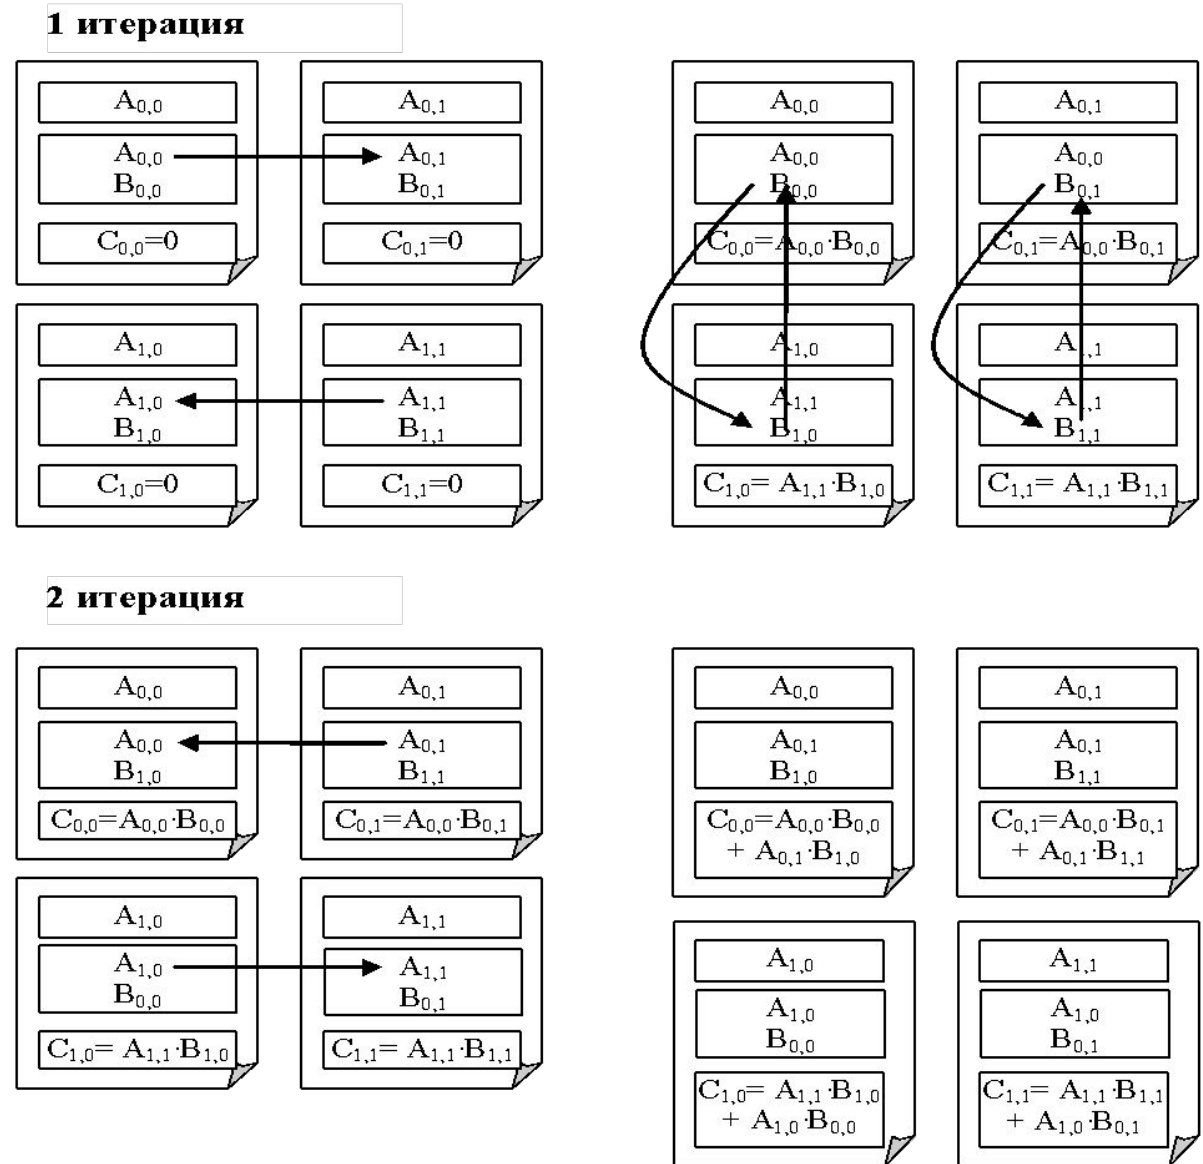 1 итерация
A0,0
A0,0
B0,0
C0,0=0
A0,1
A0,1
B0,1
C0,1=0
A0,0
A0,0
B0,0
C0,0=A0,0·B0,0
A0,1
A0,0
B0,1
C0,1=A0,0·B0,1
A1,0
A1,0
B1,0
C1,0=0
A1,1
A1,1
B1,1
C1,1=0
A1,0
A1,1
B1,0
C1,0= A1,1·B1,0
A1,1
A1,1
B1,1
C1,1= A1,1·B1,1
2 итерация
A0,0
A0,0
B1,0
C0,0=A0,0·B0,0
A0,1
A0,1
B1,1
C0,1=A0,0·B0,1
A0,0
A0,1
B1,0
C0,0=A0,0·B0,0
+ A0,1·B1,0
A0,1
A0,1
B1,1
C0,1=A0,0·B0,1
+ A0,1·B1,1
A1,0
A1,0
B0,0
C1,0= A1,1·B1,0
A1,1
A1,1
B0,1
C1,1= A1,1·B1,1
A1,0
A1,0
B0,0
C1,0= A1,1·B1,0
+ A1,0·B0,0
A1,1
A1,0
B0,1
C1,1= A1,1·B1,1
+ A1,0·B0,1